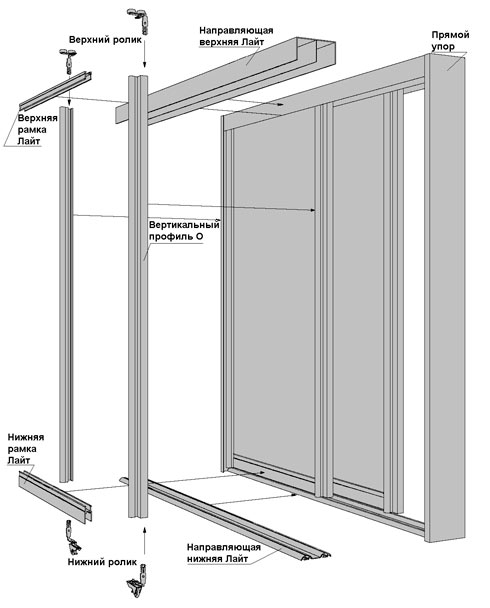 Верхний ролик
Направляющая
верхняя Лайт
Прямой
упор
Верхняя
рамка
Лайт
Вертикальный
профиль О
Нижняя
рамка
Лайт
Нижний ролик
Направляющая
нижняя Лайт